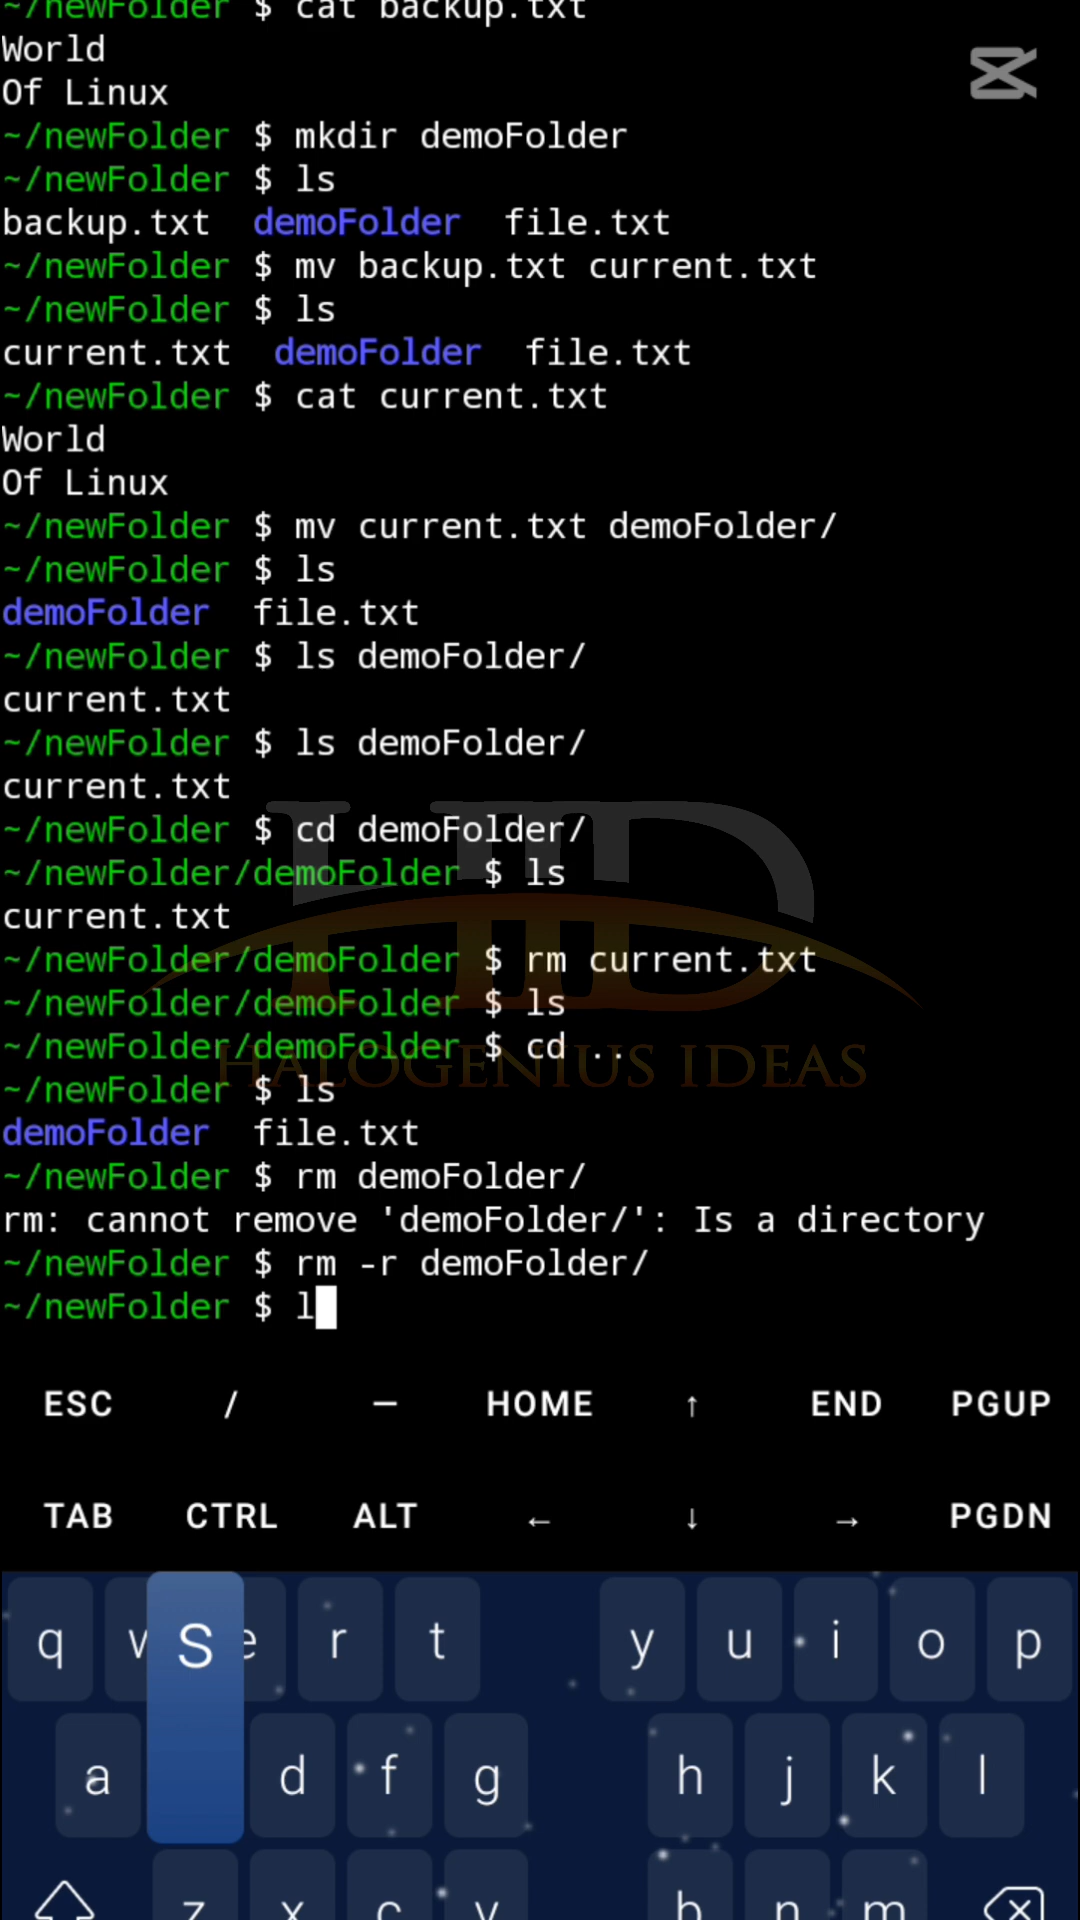 ~/newFolder $ cat backup.txt
World
Of Linux
~/newFolder $ mkdir demoFolder
~/newFolder $ ls
backup.txt  demoFolder  file.txt
~/newFolder $ mv backup.txt current.txt
~/newFolder $ ls
current.txt  demoFolder  file.txt
~/newFolder $ cat current.txt
World
Of Linux
~/newFolder $ mv current.txt demoFolder/
~/newFolder $ ls
demoFolder  file.txt
~/newFolder $ ls demoFolder/
current.txt
~/newFolder $ ls demoFolder/
current.txt
~/newFolder $ cd demoFolder/
~/newFolder/demoFolder $ ls
current.txt
~/newFolder/demoFolder $ rm current.txt
~/newFolder/demoFolder $ ls
~/newFolder/demoFolder $ cd ..
HALOGENIUS IDEAS
~/newFolder $ ls
demoFolder  file.txt
~/newFolder $ rm demoFolder/
rm: cannot remove 'demoFolder/': Is a directory
~/newFolder $ rm -r demoFolder/
~/newFolder $ l
ESC / — HOME ↑ END PGUP
TAB CTRL ALT ← ↓ → PGDN
q w s e r t y u i o p
a d f g h j k l
z x c v b n m